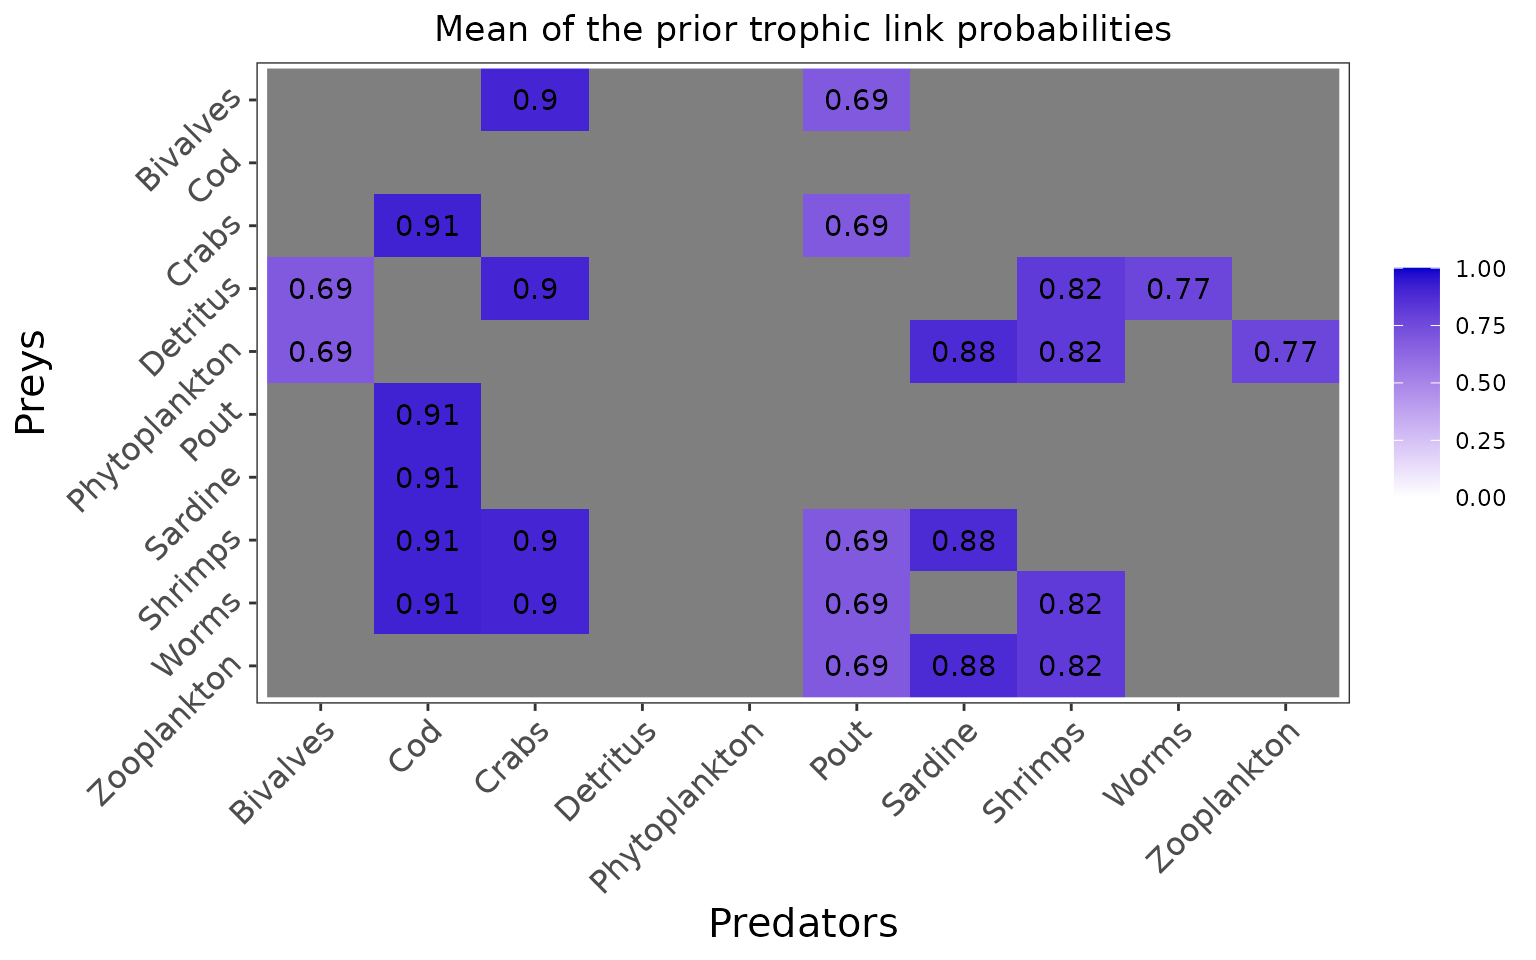 Mean of the prior trophic link probabilities
Preys
Bivalves 0.9 0.69
Cod
Crabs 0.91 0.69
Detritus 0.69 0.9 0.82 0.77
Phytoplankton 0.69 0.88 0.82 0.77
Pout 0.91
Sardine 0.91
Shrimps 0.91 0.9 0.69 0.88
Worms 0.91 0.9 0.69 0.82
Zooplankton 0.69 0.88 0.82
Bivalves Cod Crabs Detritus Phytoplankton Pout Sardine Shrimps Worms Zooplankton
Predators
1.00
0.75
0.50
0.25
0.00